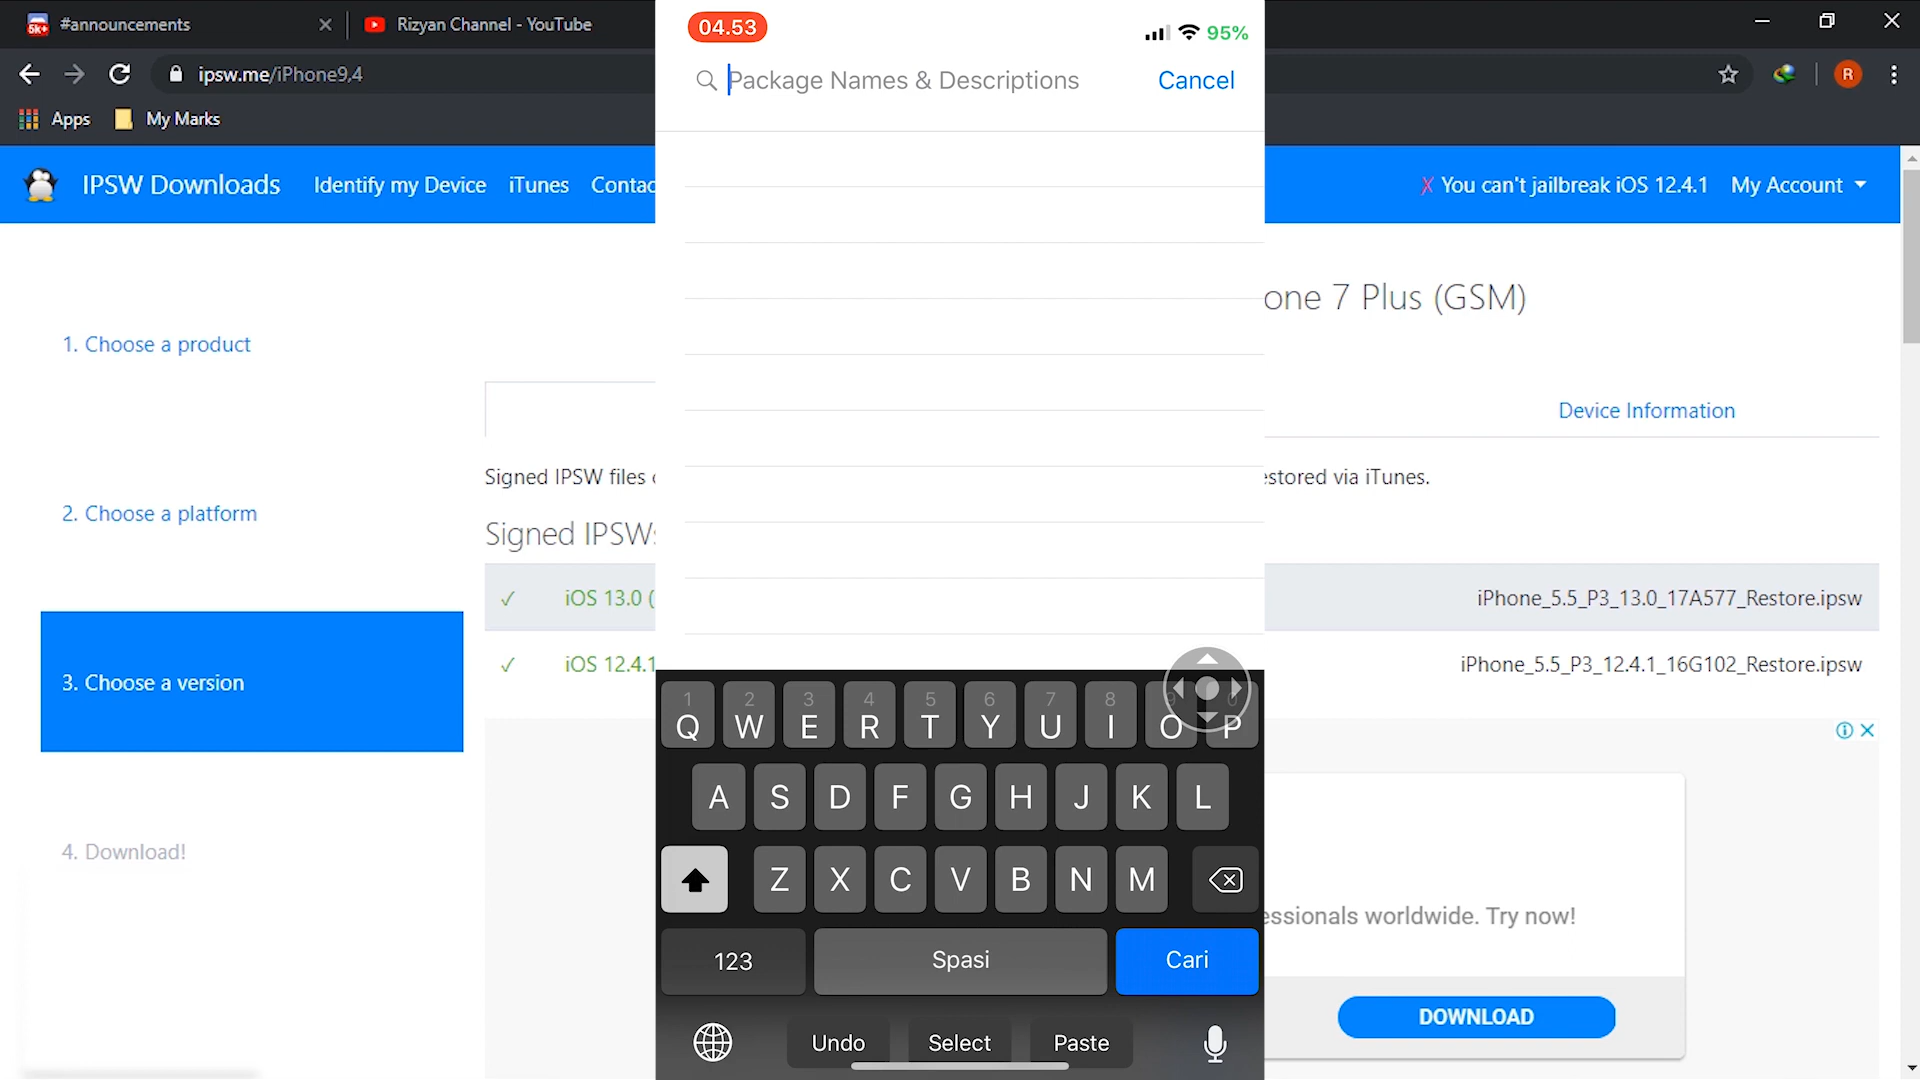 #announcements
Rizyan Channel - YouTube
ipsw.me/iPhone9,4
R
Apps
My Marks
04.53
95%
Package Names & Descriptions
Cancel
IPSW Downloads
Identify my Device
iTunes
Contac
X You can't jailbreak iOS 12.4.1
My Account
one 7 Plus (GSM)
1. Choose a product
2. Choose a platform
3. Choose a version
4. Download!
Device Information
Signed IPSW files
estored via iTunes.
Signed IPSWs
✓ iOS 13.0 (
iPhone_5.5_P3_13.0_17A577_Restore.ipsw
✓ iOS 12.4.1
iPhone_5.5_P3_12.4.1_16G102_Restore.ipsw
1 2 3 4 5 6 7 8 9 0
Q W E R T Y U I O P
A S D F G H J K L
Z X C V B N M
123
Spasi
Cari
Undo
Select
Paste
essionals worldwide. Try now!
DOWNLOAD